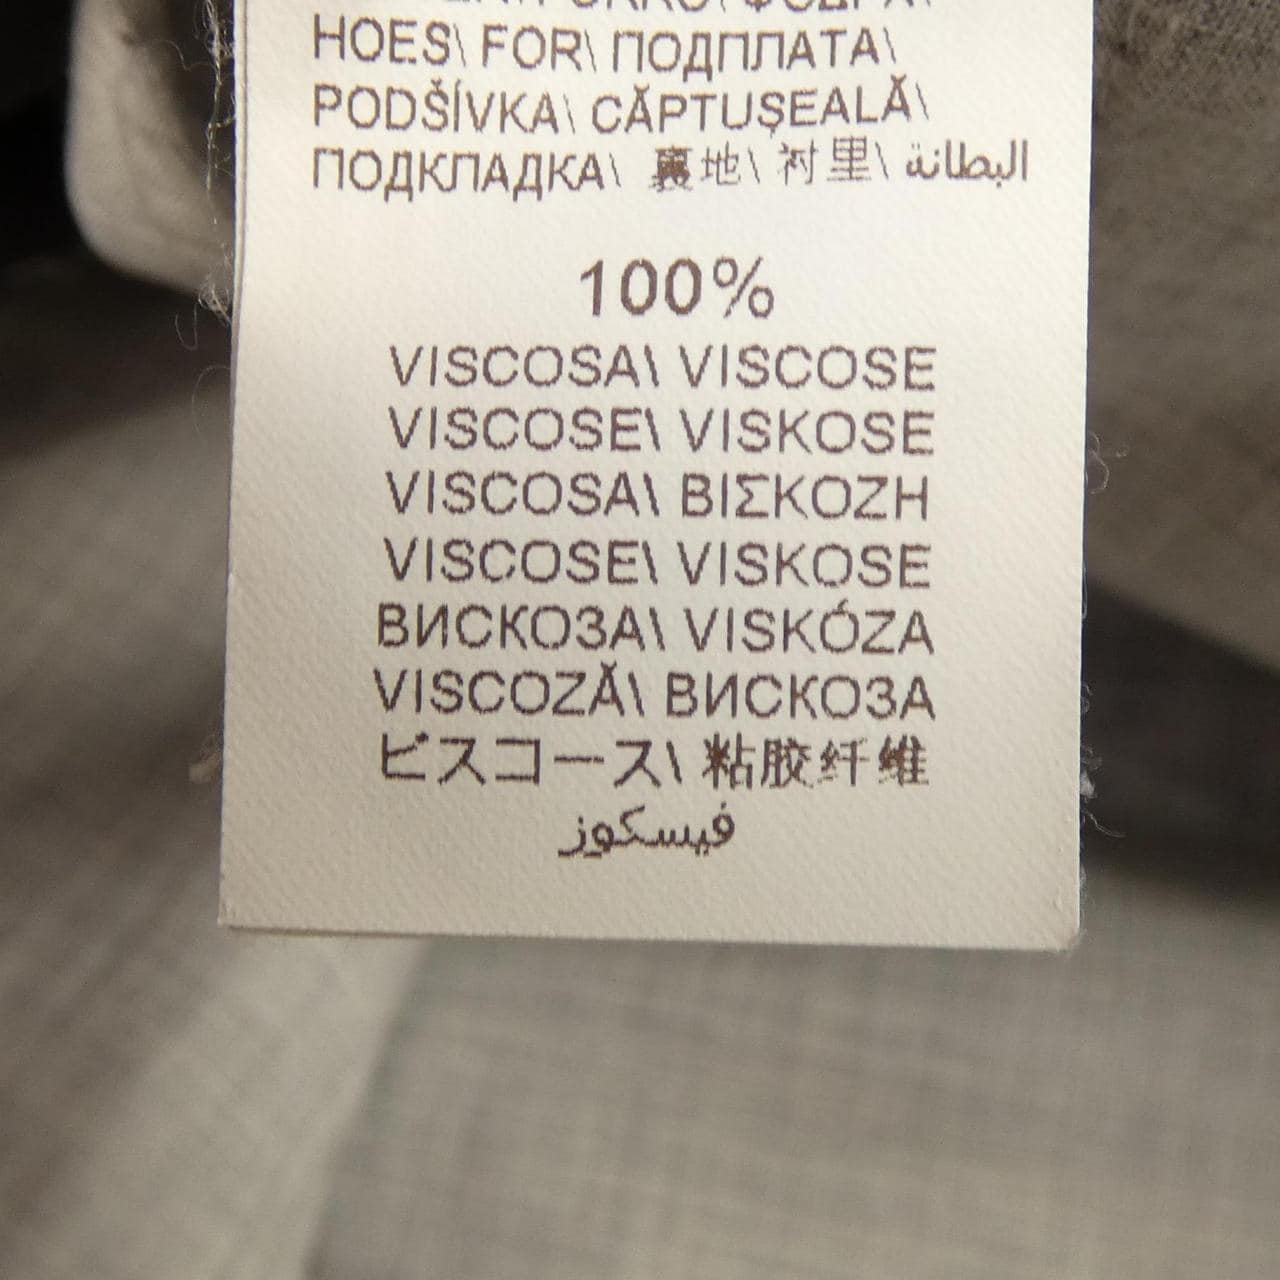 HOES\ FOR\ ПОДПЛАТА\
PODŠÍVKA\ CĂPTUȘEALĂ\
ПОДКЛАДКА\ 裏地\ 衬里\ البطانة
100%
VISCOSA\ VISCOSE
VISCOSE\ VISKOSE
VISCOSA\ ΒΙΣΚΟΖΗ
VISCOSE\ VISKOSE
ВИСКОЗА\ VISKÓZA
VISCOZĂ\ ВИСКОЗА
ビスコース\ 粘胶纤维
فيسكوز